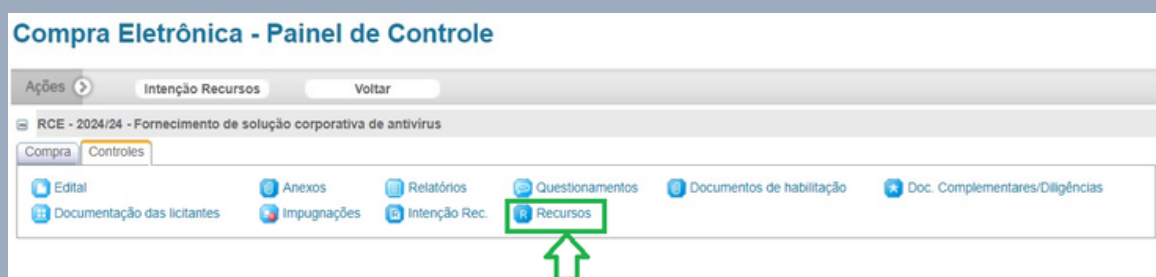 Compra Eletrônica - Painel de Controle
Ações Intenção Recursos Voltar
RCE - 2024/24 - Fornecimento de solução corporativa de antivirus
Compra Controles
Edital Anexos Relatórios Questionamentos Documentos de habilitação Doc. Complementares/Diligências
Documentação das licitantes Impugnações Intenção Rec. R Recursos